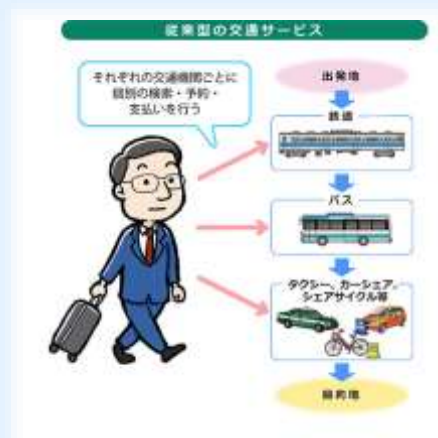 従来型の交通サービス
それぞれの交通機関ごとに
個別の検索・予約・
支払いを行う
出発地
鉄道
バス
タクシー、カーシェア、
シェアサイクル等
目的地